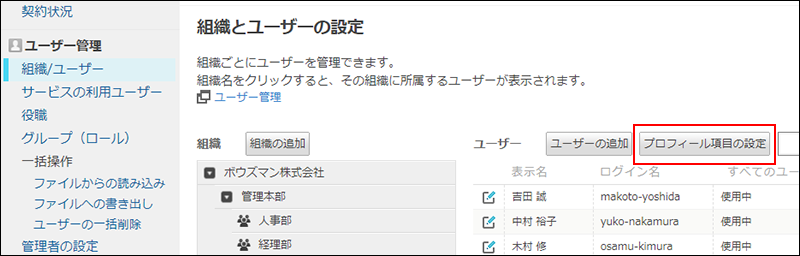 契約状況
ユーザー管理
組織/ユーザー
サービスの利用ユーザー
役職
グループ（ロール）
一括操作
ファイルからの読み込み
ファイルへの書き出し
ユーザーの一括削除
管理者の設定
組織とユーザーの設定
組織ごとにユーザーを管理できます。
組織名をクリックすると、その組織に所属するユーザーが表示されます。
ユーザー管理
組織 組織の追加
ボウズマン株式会社
管理本部
人事部
経理部
ユーザー ユーザーの追加 プロフィール項目の設定
表示名 ログイン名 すべてのユー
吉田 誠 makoto-yoshida 使用中
中村 裕子 yuko-nakamura 使用中
木村 修 osamu-kimura 使用中